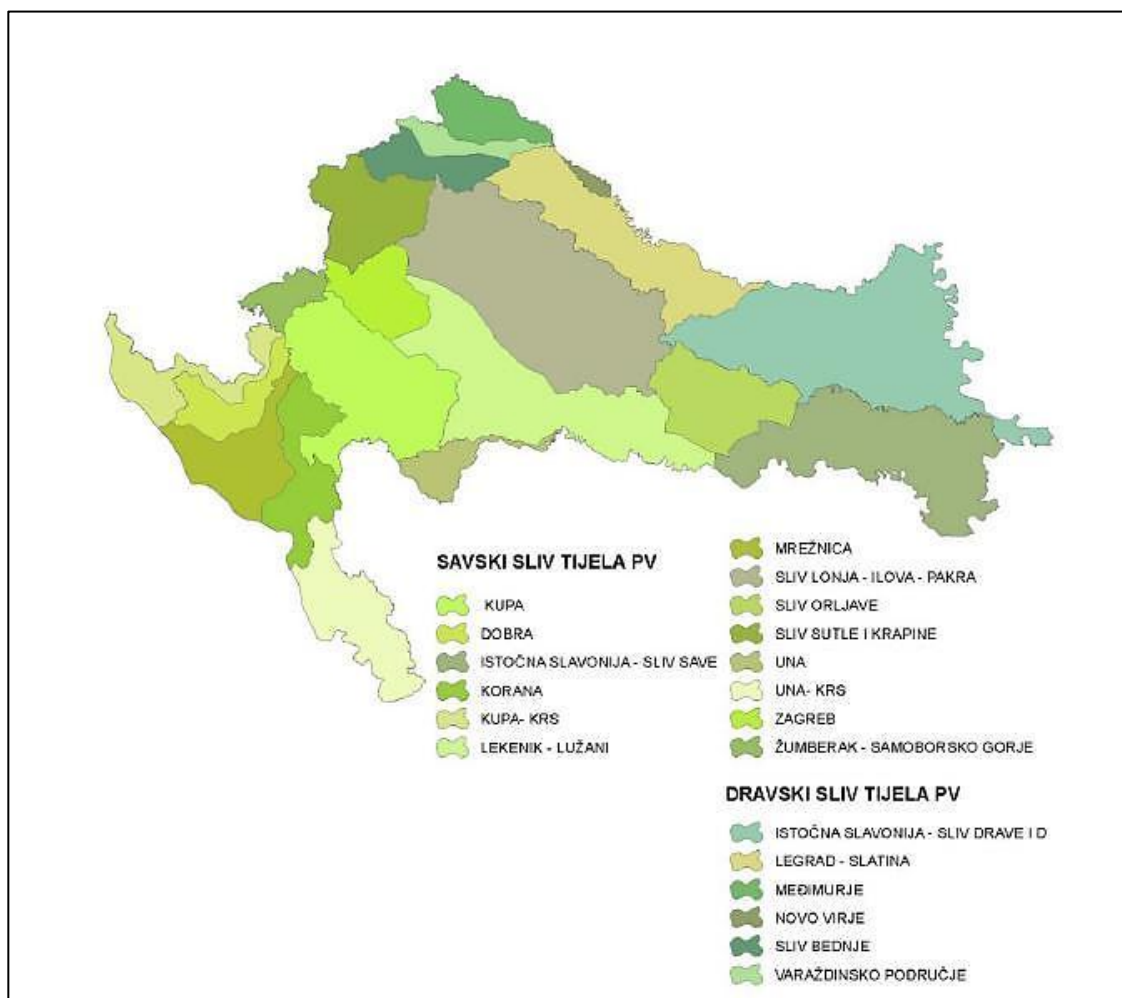 SAVSKI SLIV TIJELA PV
KUPA
DOBRA
ISTOČNA SLAVONIJA - SLIV SAVE
KORANA
KUPA- KRS
LEKENIK - LUŽANI
MREŽNICA
SLIV LONJA - ILOVA - PAKRA
SLIV ORLJAVE
SLIV SUTLE I KRAPINE
UNA
UNA- KRS
ZAGREB
ŽUMBERAK - SAMOBORSKO GORJE
DRAVSKI SLIV TIJELA PV
ISTOČNA SLAVONIJA - SLIV DRAVE I D
LEGRAD - SLATINA
MEĐIMURJE
NOVO VIRJE
SLIV BEDNJE
VARAŽDINSKO PODRUČJE